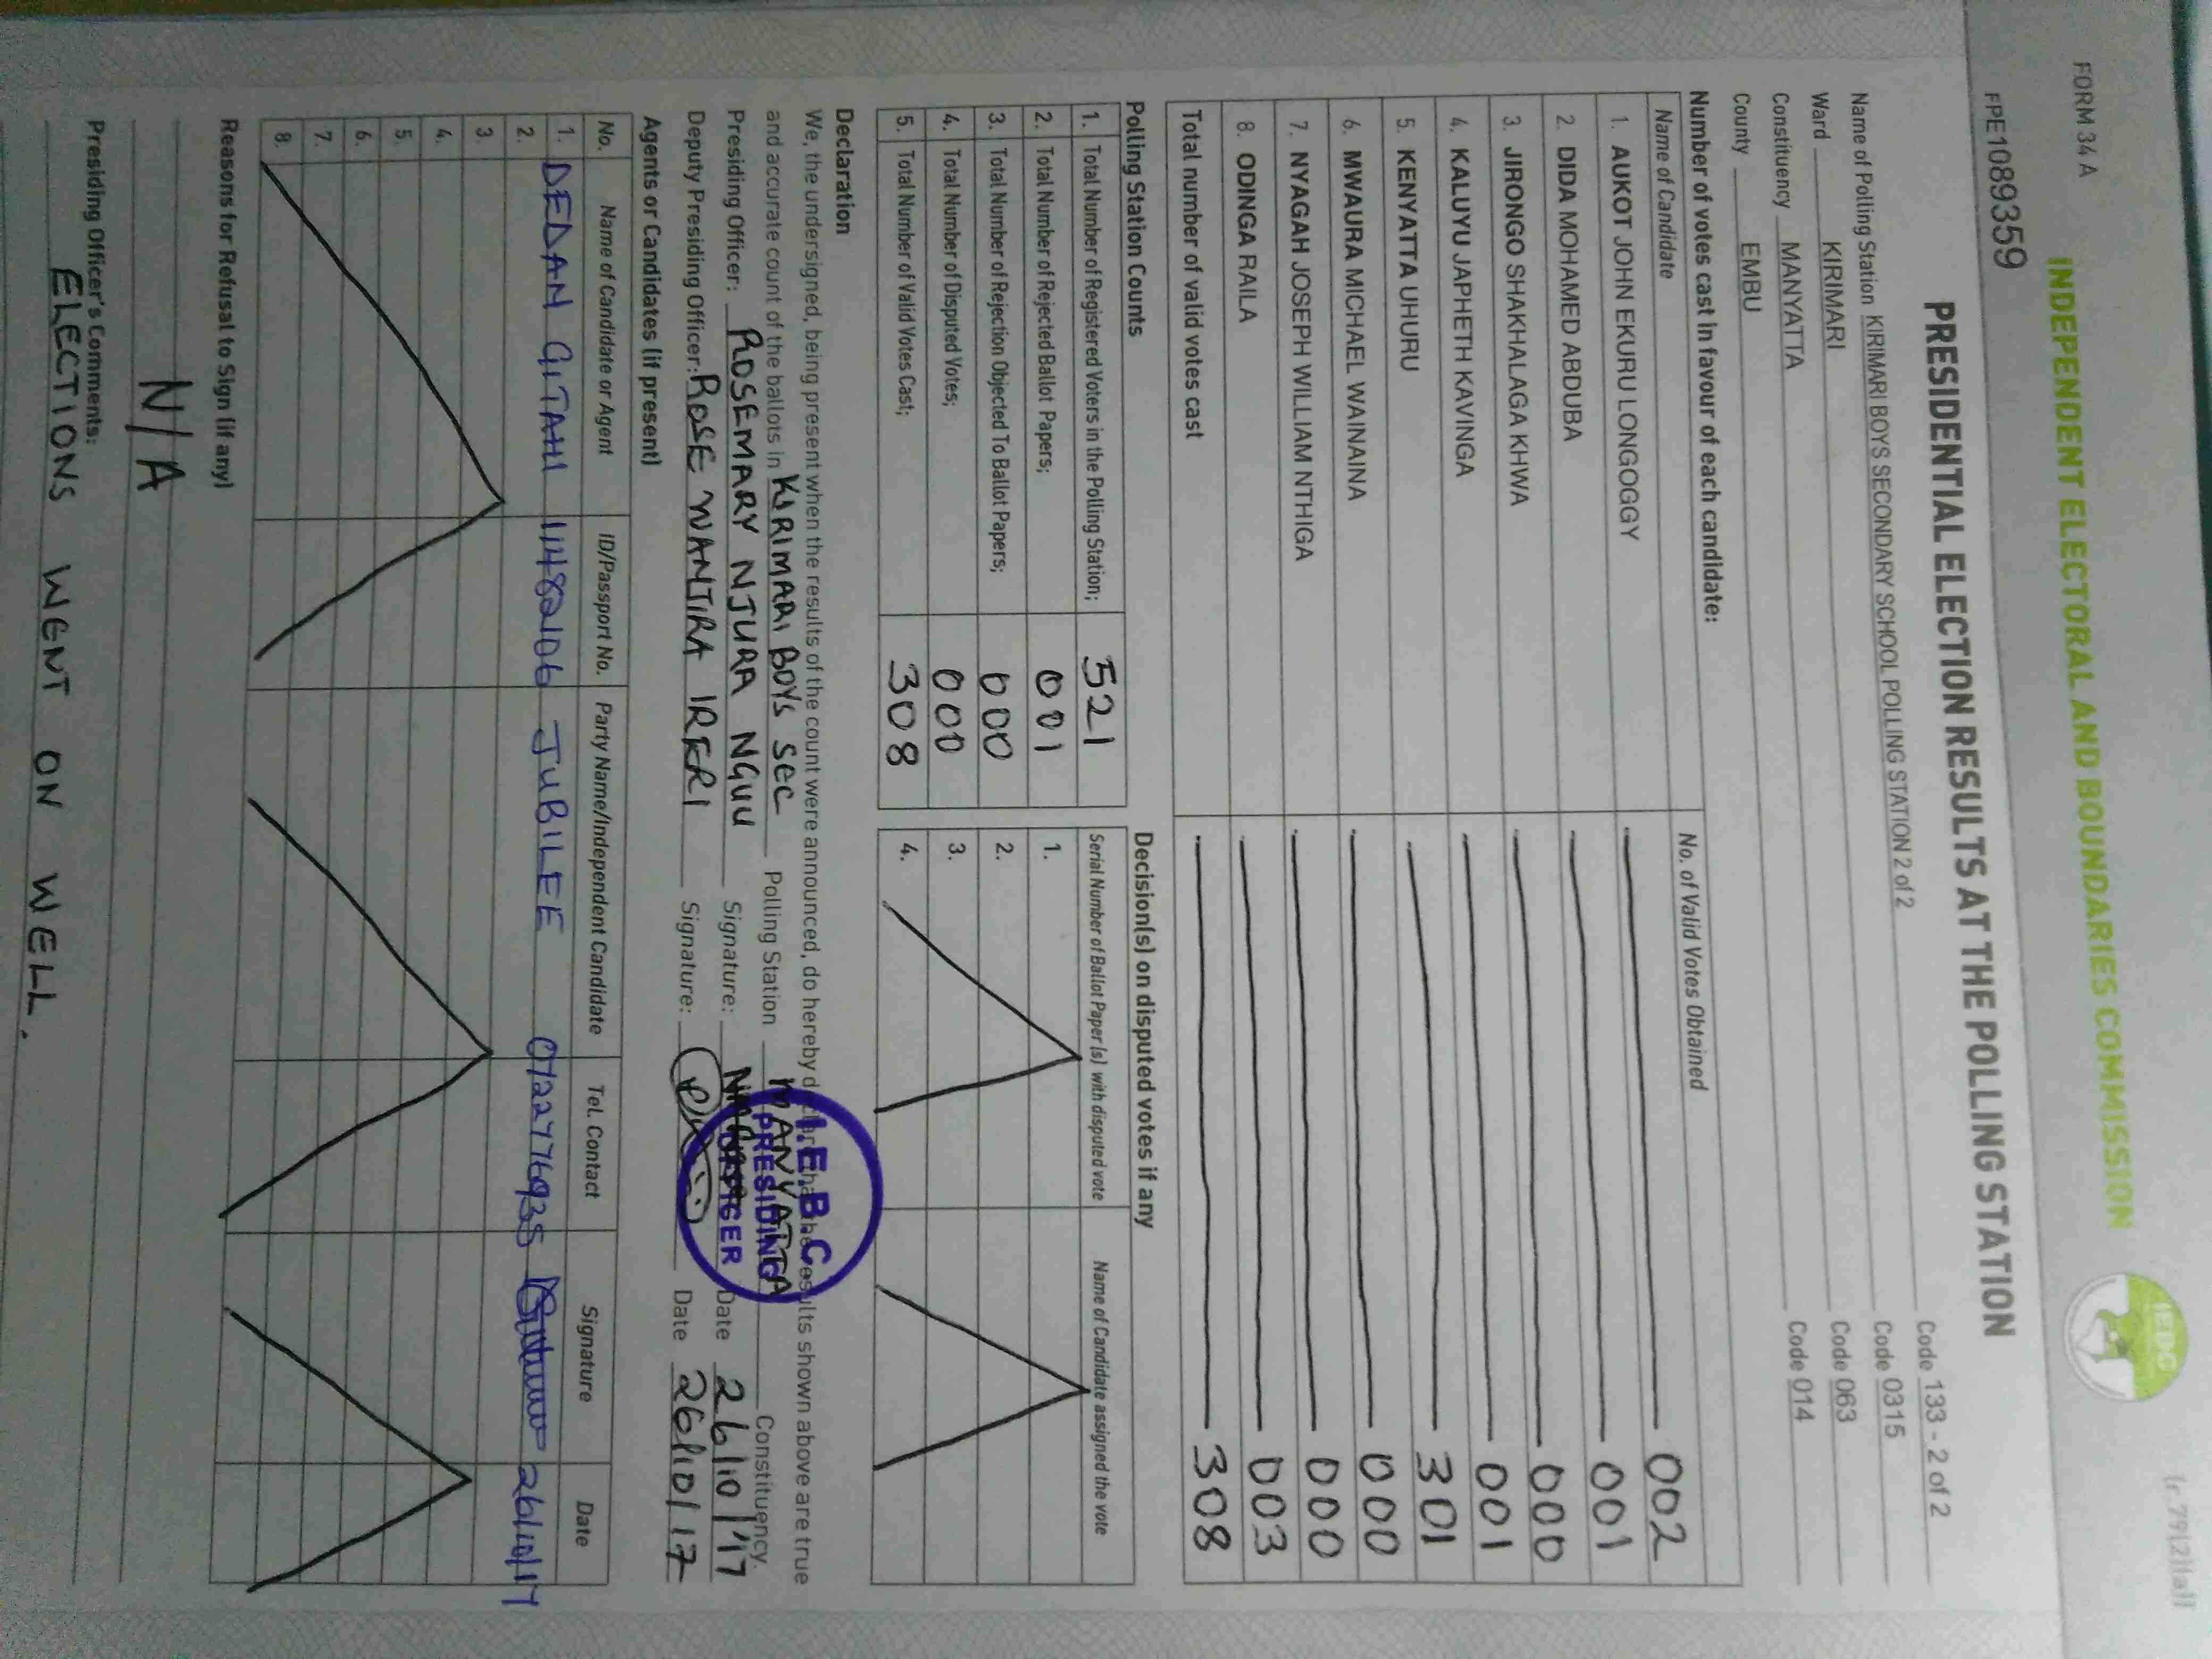 (r.79(2)(a))
INDEPENDENT ELECTORAL AND BOUNDARIES COMMISSION
IEBC
FORM 34 A
PRESIDENTIAL ELECTION RESULTS AT THE POLLING STATION
FPE1089359
Name of Polling Station KIRIMARI BOYS SECONDARY SCHOOL POLLING STATION 2 of 2 Code 133 - 2 of 2
Ward KIRIMARI Code 0315
Constituency MANYATTA Code 063
County EMBU Code 014
Number of votes cast in favour of each candidate:
Name of Candidate No. of Valid Votes Obtained
1. AUKOT JOHN EKURU LONGOGGY 002
2. DIDA MOHAMED ABDUBA 001
3. JIRONGO SHAKHALAGA KHWA 000
4. KALUYU JAPHETH KAVINGA 001
5. KENYATTA UHURU 301
6. MWAURA MICHAEL WAINAINA 000
7. NYAGAH JOSEPH WILLIAM NTHIGA 000
8. ODINGA RAILA 003
Total number of valid votes cast 308
Polling Station Counts Decision(s) on disputed votes if any
1. Total Number of Registered Voters in the Polling Station; 521 Serial Number of Ballot Paper (s) with disputed vote Name of Candidate assigned the vote
2. Total Number of Rejected Ballot Papers; 001 1.
3. Total Number of Rejection Objected To Ballot Papers; 000 2.
4. Total Number of Disputed Votes; 000 3.
5. Total Number of Valid Votes Cast; 308 4.
Declaration
We, the undersigned, being present when the results of the count were announced, do hereby declare that the results shown above are true
and accurate count of the ballots in KIRIMARI BOYS SEC Polling Station MANYATTA Constituency.
Presiding Officer: ROSEMARY NJURA NGUU Signature: Date 26/10/17
Deputy Presiding Officer: ROSE WANJIRA IRERI Signature: Date 26/10/17
I.E.B.C
PRESIDING
OFFICER
Agents or Candidates (if present)
No. Name of Candidate or Agent ID/Passport No. Party Name/Independent Candidate Tel. Contact Signature Date
1. DEDAN GITAHI 11482106 JUBILEE 0722776935 26/10/17
2.
3.
4.
5.
6.
7.
8.
Reasons for Refusal to Sign (if any)
N/A
Presiding Officer's Comments:
ELECTIONS WENT ON WELL.